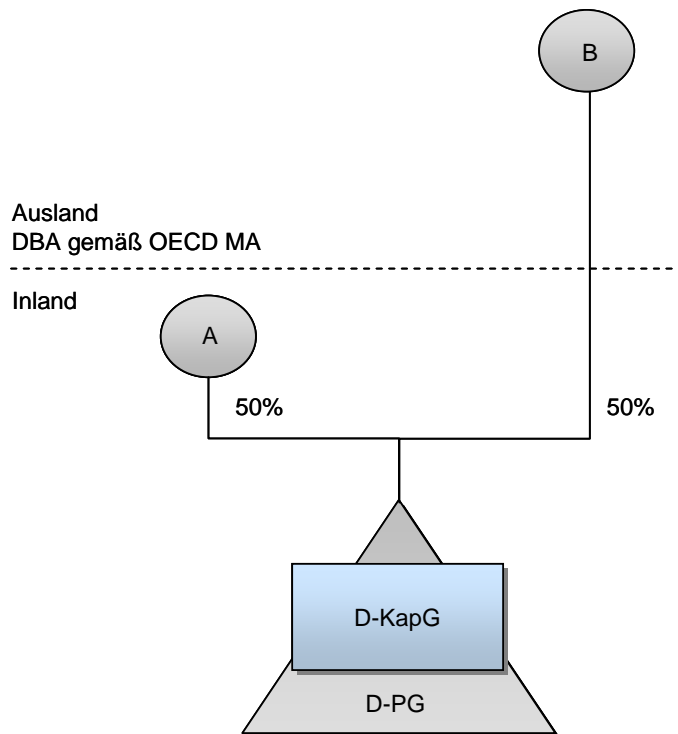 B
Ausland
DBA gemäß OECD MA
Inland
A
50%
50%
D-KapG
D-PG